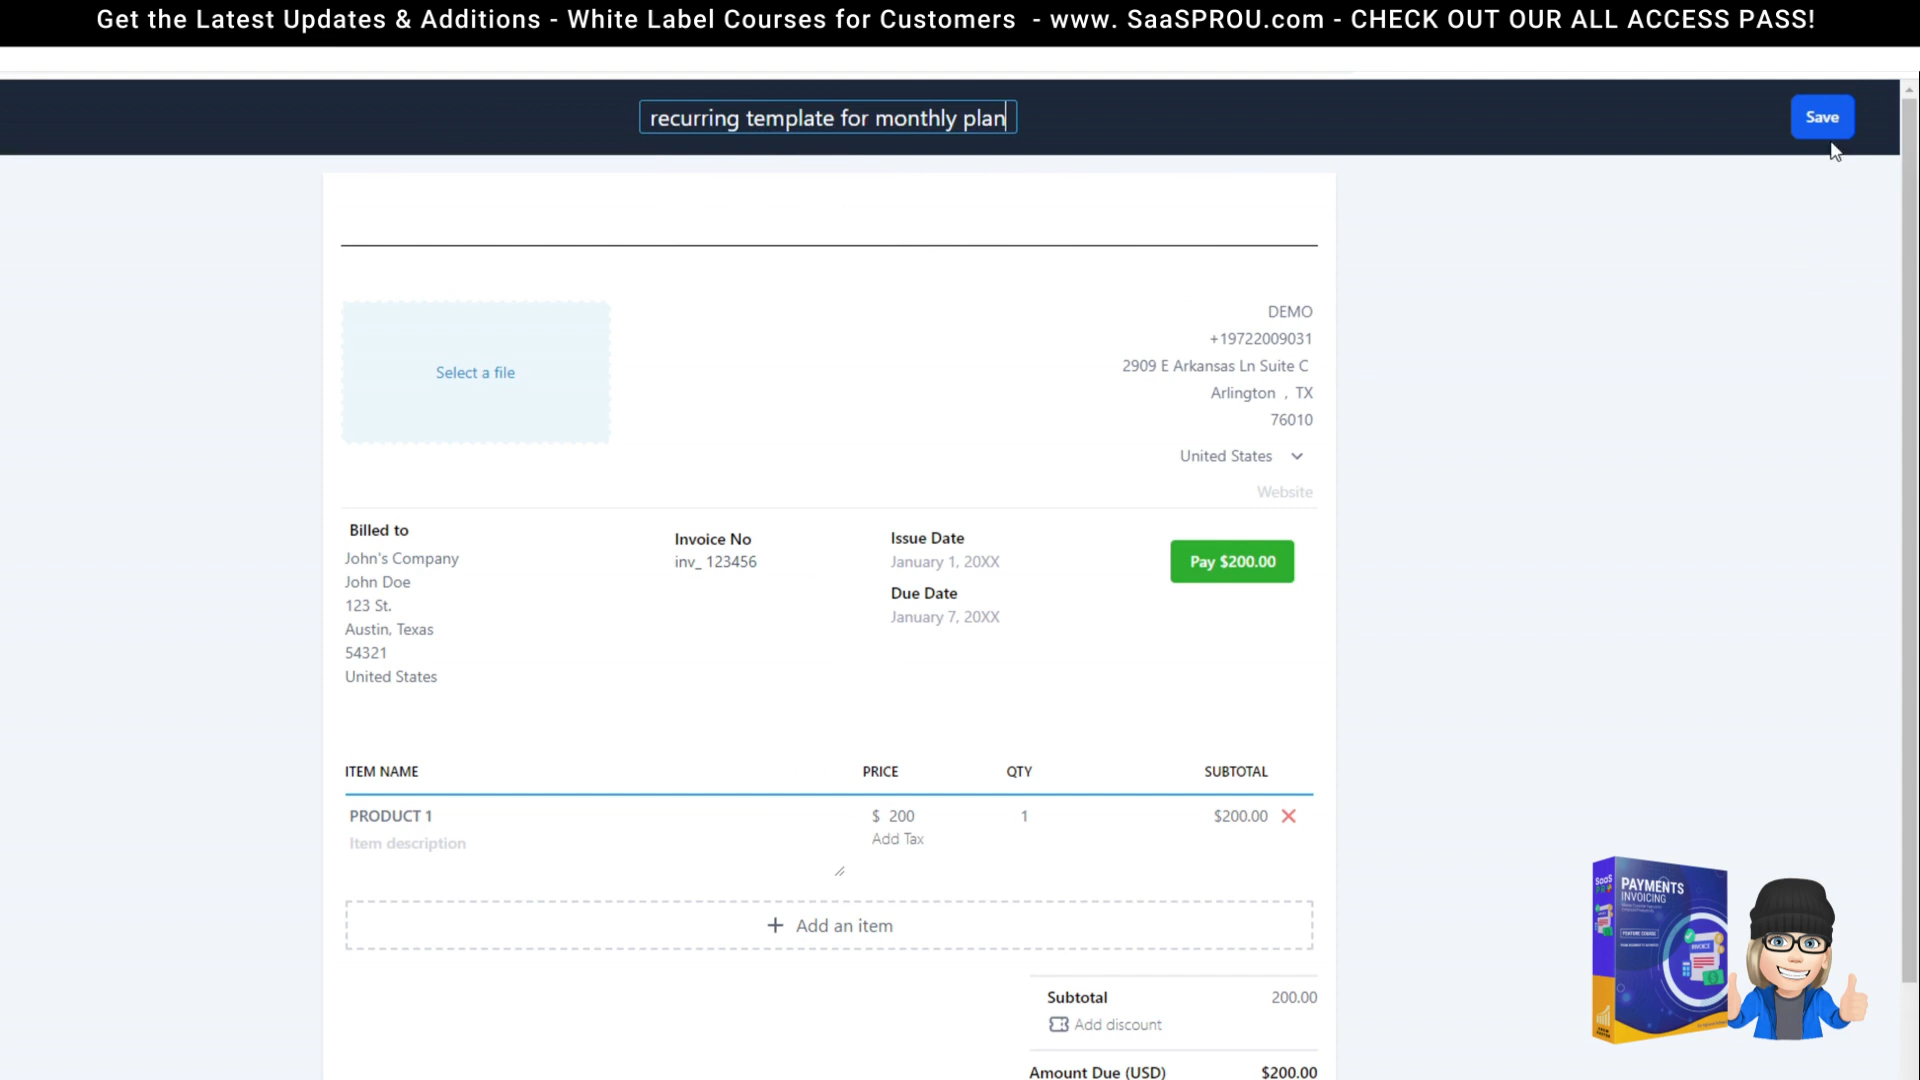 Get the Latest Updates & Additions - White Label Courses for Customers - www. SaaSPROU.com - CHECK OUT OUR ALL ACCESS PASS!
recurring template for monthly plan
Save
Select a file
DEMO
+19722009031
2909 E Arkansas Ln Suite C
Arlington , TX
76010
United States
Website
Billed to
John's Company
John Doe
123 St.
Austin, Texas
54321
United States
Invoice No
inv_ 123456
Issue Date
January 1, 20XX
Due Date
January 7, 20XX
Pay $200.00
ITEM NAME PRICE QTY SUBTOTAL
PRODUCT 1 $ 200 1 $200.00
Item description Add Tax
+ Add an item
Subtotal 200.00
Add discount
Amount Due (USD) $200.00
PAYMENTS
INVOICING
FEATURE COURSE
INVOICE